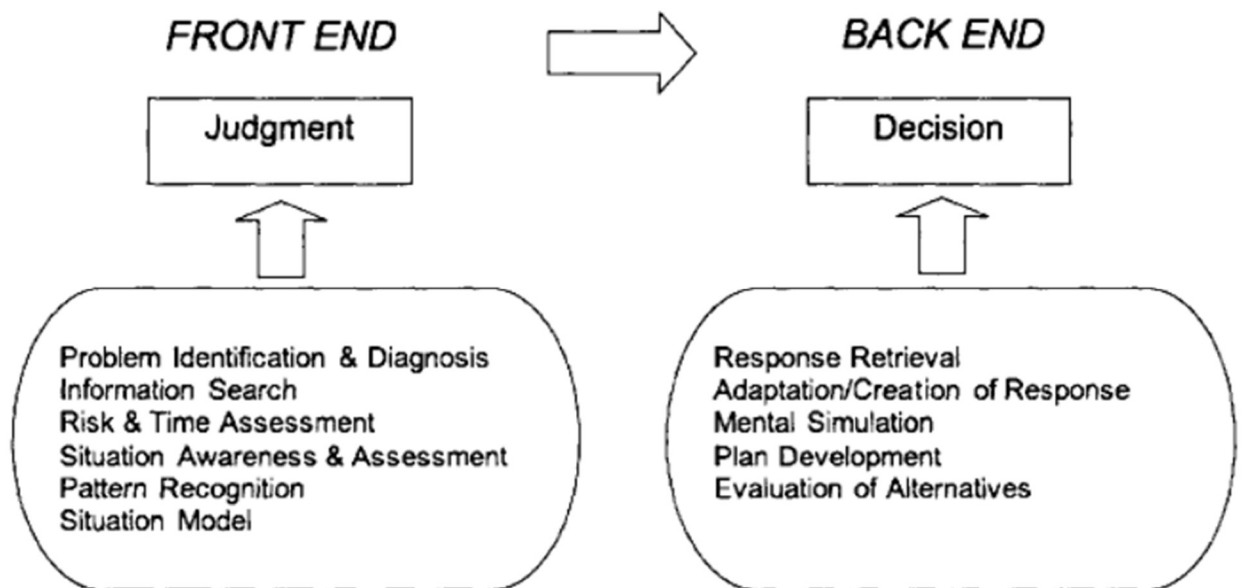 FRONT END
BACK END
Judgment
Decision
Problem Identification & Diagnosis
Information Search
Risk & Time Assessment
Situation Awareness & Assessment
Pattern Recognition
Situation Model
Response Retrieval
Adaptation/Creation of Response
Mental Simulation
Plan Development
Evaluation of Alternatives